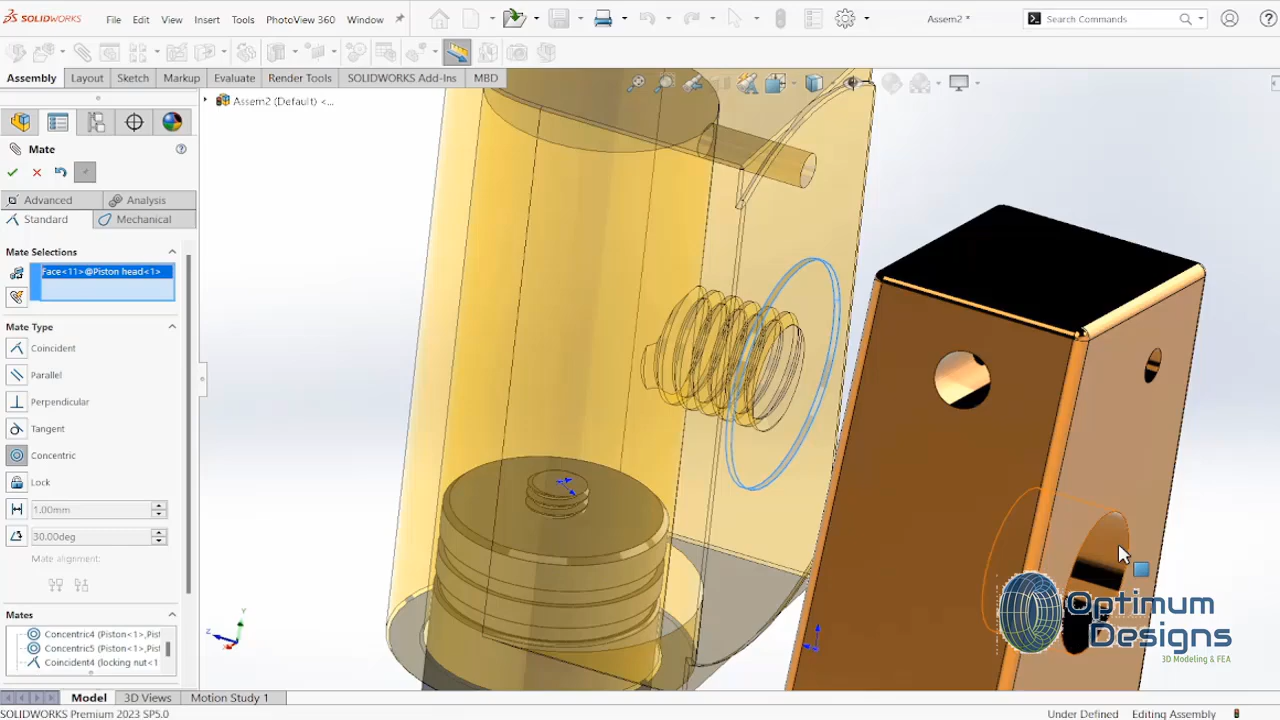 SOLIDWORKS File Edit View Insert Tools PhotoView 360 Window Assem2 * Search Commands
Assembly Layout Sketch Markup Evaluate Render Tools SOLIDWORKS Add-Ins MBD
Assem2 (Default) <...
Mate
Advanced Analysis
Standard Mechanical
Mate Selections
Face<11>@Piston head<1>
Mate Type
Coincident
Parallel
Perpendicular
Tangent
Concentric
Lock
1.00mm
30.00deg
Mate alignment:
Mates
Concentric4 (Piston<1>,Pist
Concentric5 (Piston<1>,Pist
Coincident4 (locking nut<1
Y
Z
X
Optimum
Designs
3D Modeling & FEA
Model 3D Views Motion Study 1
SOLIDWORKS Premium 2023 SP5.0 Under Defined Editing Assembly